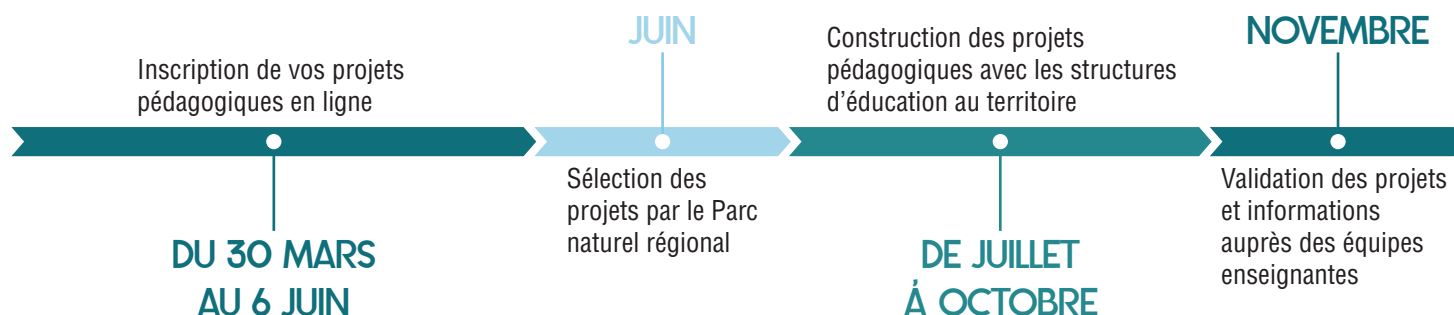 Inscription de vos projets
pédagogiques en ligne
DU 30 MARS
AU 6 JUIN
JUIN
Sélection des
projets par le Parc
naturel régional
Construction des projets
pédagogiques avec les structures
d'éducation au territoire
DE JUILLET
Á OCTOBRE
NOVEMBRE
Validation des projets
et informations
auprès des équipes
enseignantes